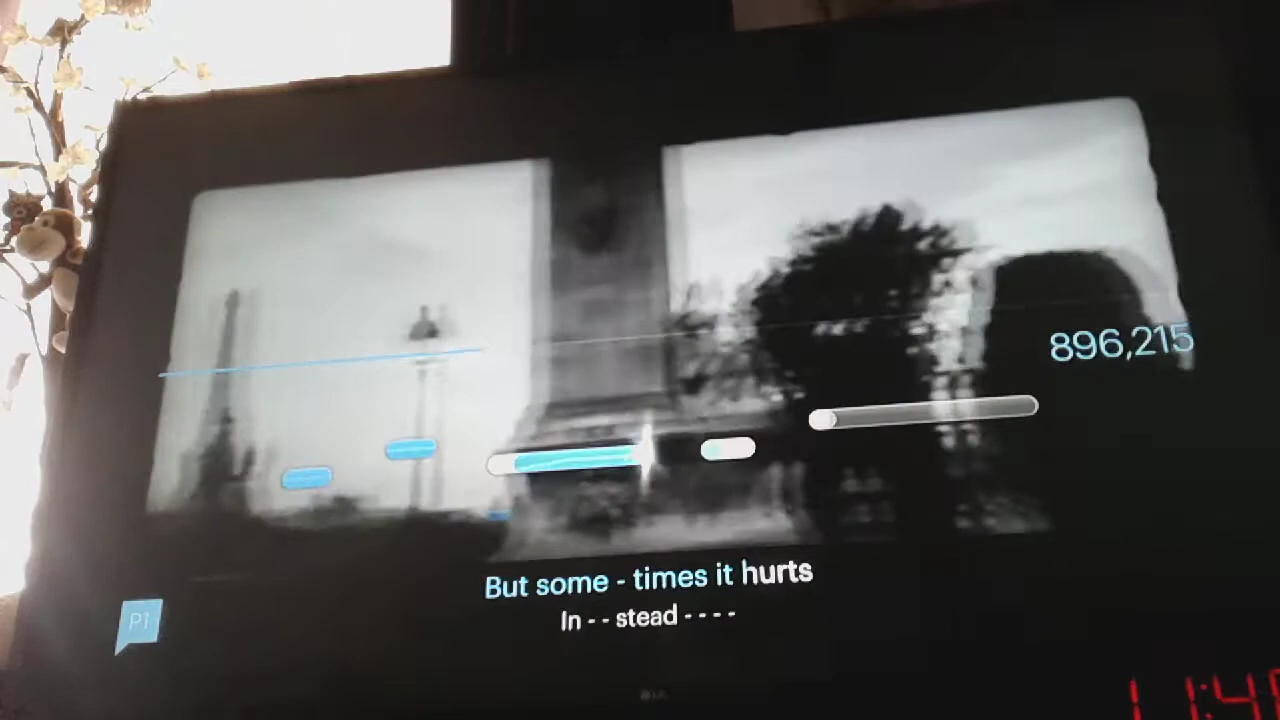 896,215
But some - times it hurts
In - - stead - - - -
P1